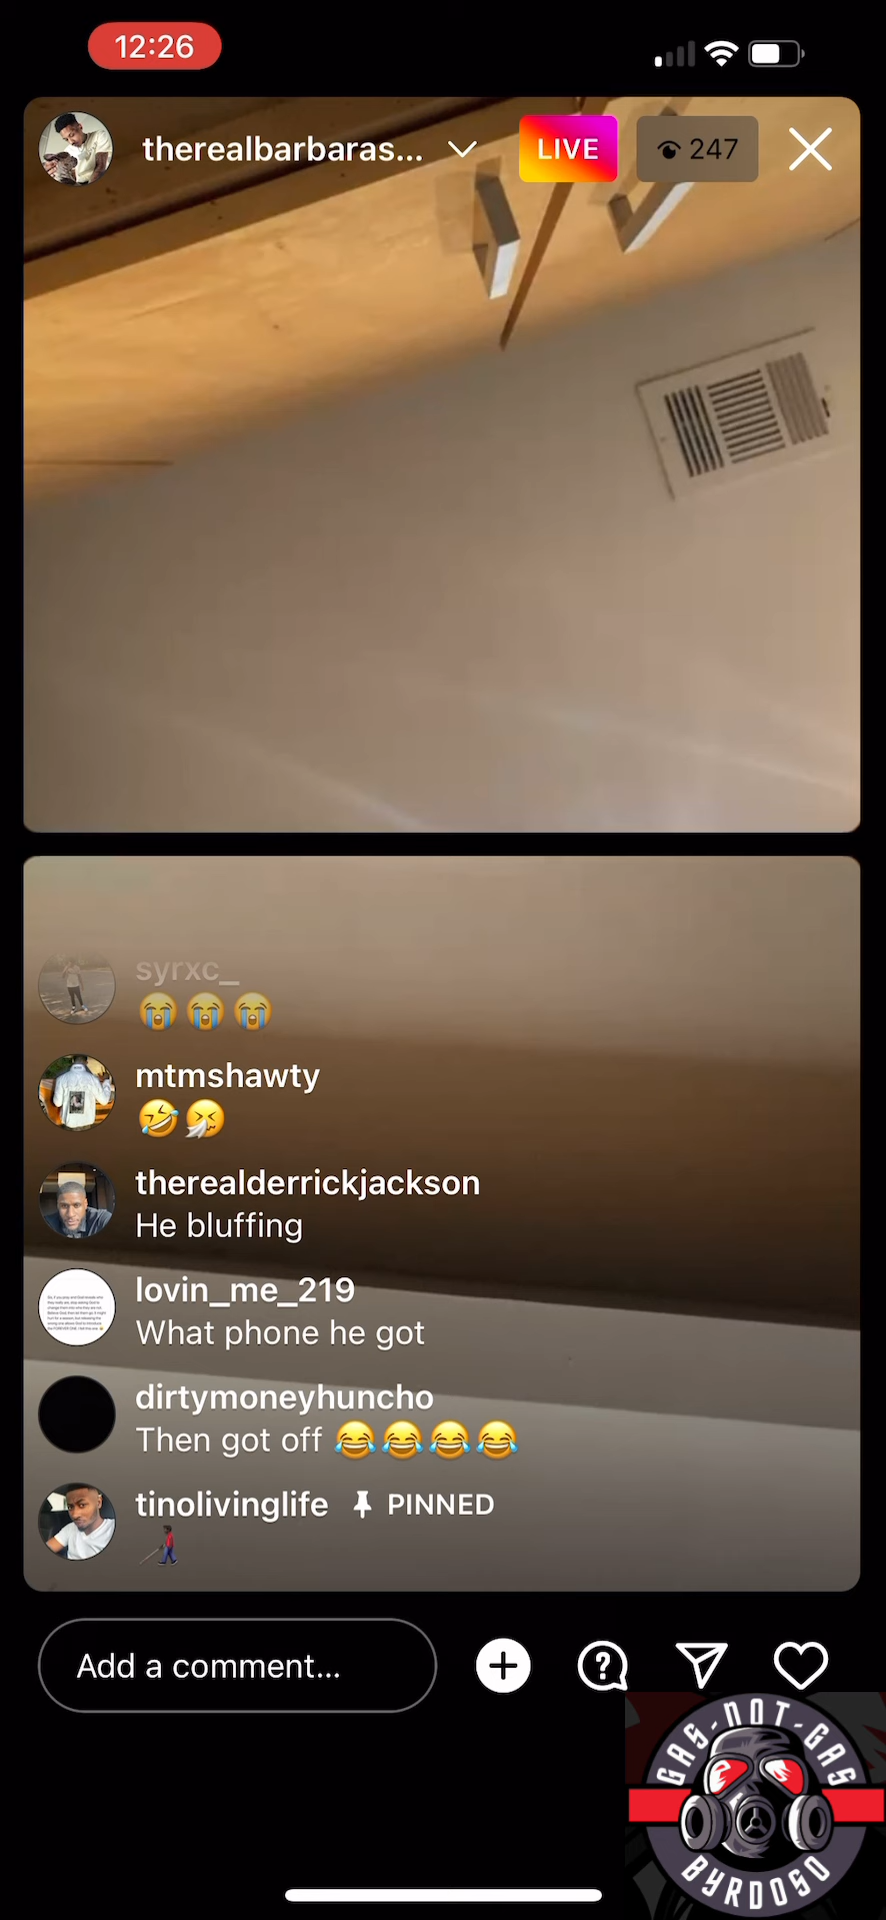 12:26
therealbarbaras...
LIVE
247
syrxc_
😭😭😭
mtmshawty
🤣🤧
therealderrickjackson
He bluffing
lovin_me_219
What phone he got
dirtymoneyhuncho
Then got off 😂😂😂😂
tinolivinglife PINNED
Add a comment...
GAS-NOT-GAS
BYRDOSO